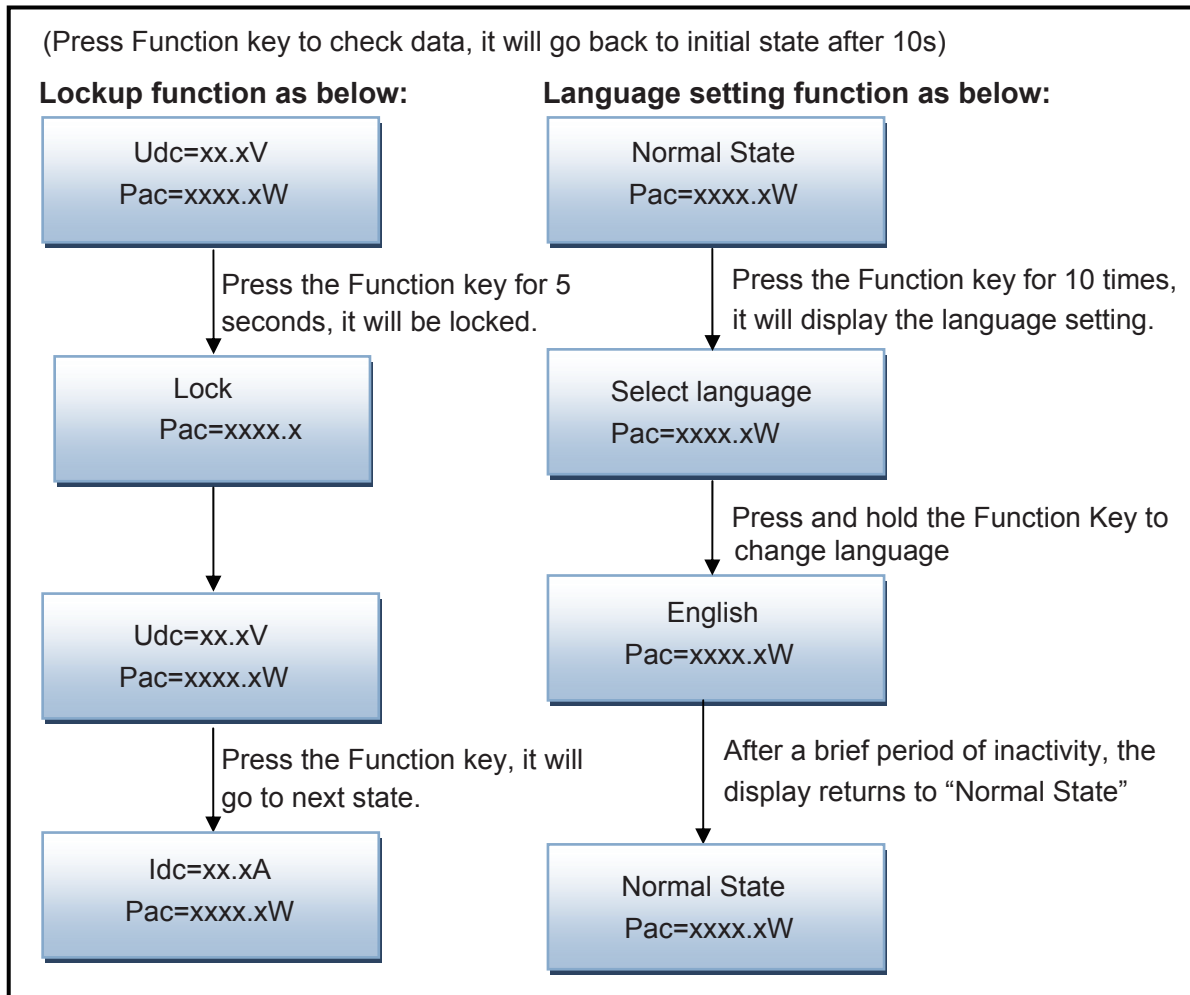 (Press Function key to check data, it will go back to initial state after 10s)
Lockup function as below:
Udc=xx.xV
Pac=xxxx.xW
Press the Function key for 5
seconds, it will be locked.
Lock
Pac=xxxx.x
Udc=xx.xV
Pac=xxxx.xW
Press the Function key, it will
go to next state.
Idc=xx.xA
Pac=xxxx.xW
Language setting function as below:
Normal State
Pac=xxxx.xW
Press the Function key for 10 times,
it will display the language setting.
Select language
Pac=xxxx.xW
Press and hold the Function Key to
change language
English
Pac=xxxx.xW
After a brief period of inactivity, the
display returns to “Normal State”
Normal State
Pac=xxxx.xW